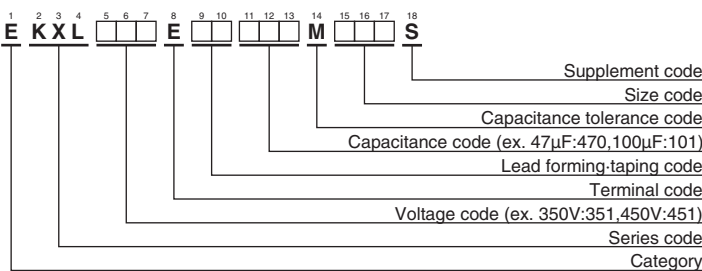 1 2 3 4 5 6 7 8 9 10 11 12 13 14 15 16 17 18
E KXL E M S
Supplement code
Size code
Capacitance tolerance code
Capacitance code (ex. 47μF:470,100μF:101)
Lead forming·taping code
Terminal code
Voltage code (ex. 350V:351,450V:451)
Series code
Category